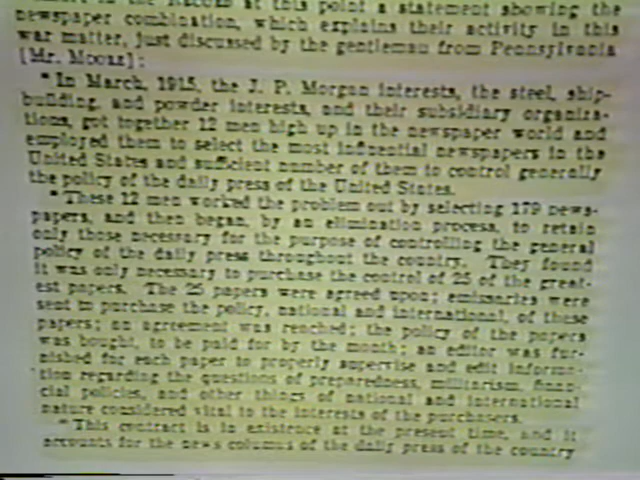 in the RECORD at this point a statement showing the
newspaper combination, which explains their activity in this
war matter, just discussed by the gentleman from Pennsylvania
[Mr. MOORE]:
"In March, 1915, the J. P. Morgan interests, the steel, ship-
building, and powder interests, and their subsidiary organiza-
tions, got together 12 men high up in the newspaper world and
employed them to select the most influential newspapers in the
United States and sufficient number of them to control generally
the policy of the daily press of the United States.
"These 12 men worked the problem out by selecting 179 news-
papers, and then began, by an elimination process, to retain
only those necessary for the purpose of controlling the general
policy of the daily press throughout the country. They found
it was only necessary to purchase the control of 25 of the great-
est papers. The 25 papers were agreed upon; emissaries were
sent to purchase the policy, national and international, of these
papers; an agreement was reached; the policy of the papers
was bought, to be paid for by the month; an editor was fur-
nished for each paper to properly supervise and edit informa-
tion regarding the questions of preparedness, militarism, finan-
cial policies, and other things of national and international
nature considered vital to the interests of the purchasers.
"This contract is in existence at the present time, and it
accounts for the news columns of the daily press of the country